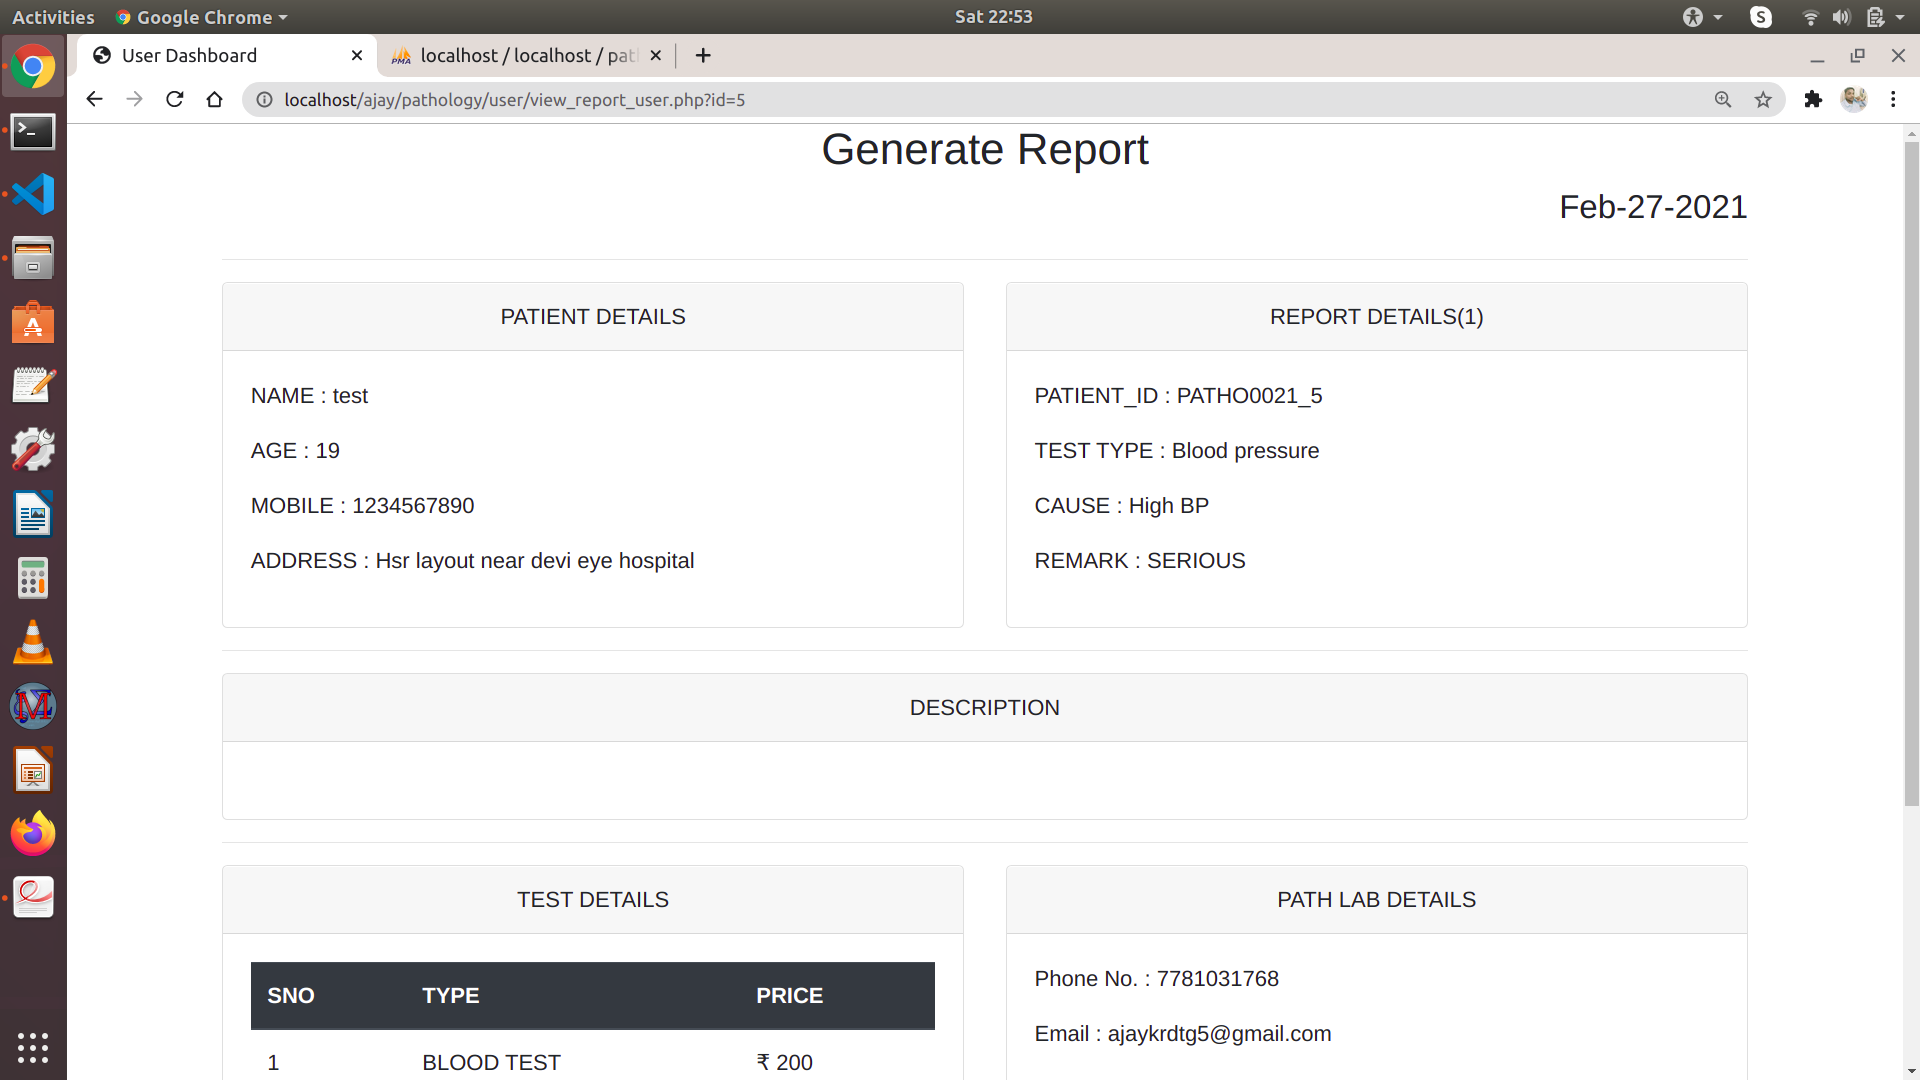 Activities Google Chrome Sat 22:53
User Dashboard localhost / localhost / pat
localhost/ajay/pathology/user/view_report_user.php?id=5
Generate Report
Feb-27-2021
PATIENT DETAILS
NAME : test
AGE : 19
MOBILE : 1234567890
ADDRESS : Hsr layout near devi eye hospital
REPORT DETAILS(1)
PATIENT_ID : PATHO0021_5
TEST TYPE : Blood pressure
CAUSE : High BP
REMARK : SERIOUS
DESCRIPTION
TEST DETAILS
SNO TYPE PRICE
1 BLOOD TEST ₹ 200
PATH LAB DETAILS
Phone No. : 7781031768
Email : ajaykrdtg5@gmail.com